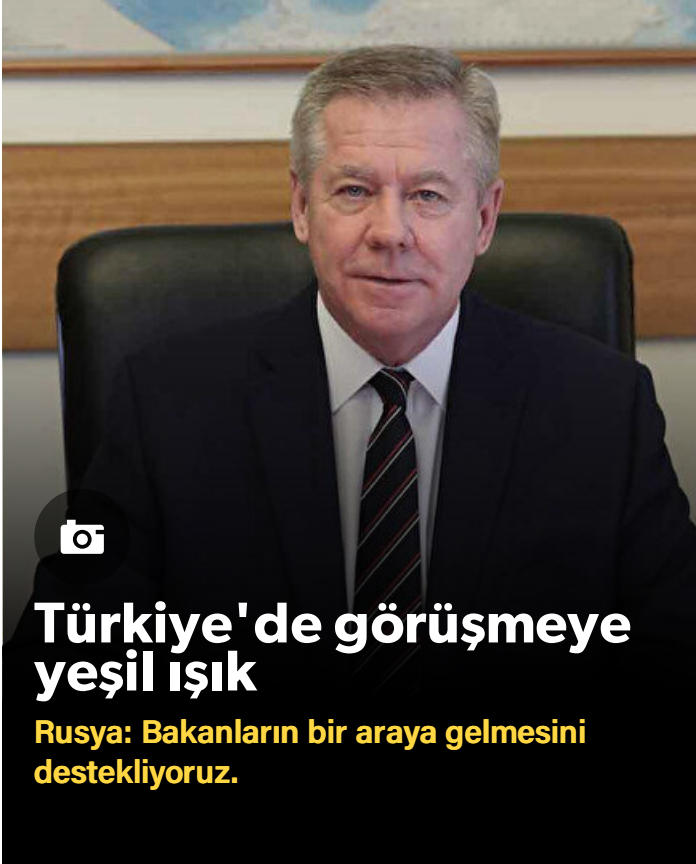 Türkiye'de görüşmeye
yeşil ışık
Rusya: Bakanların bir araya gelmesini
destekliyoruz.